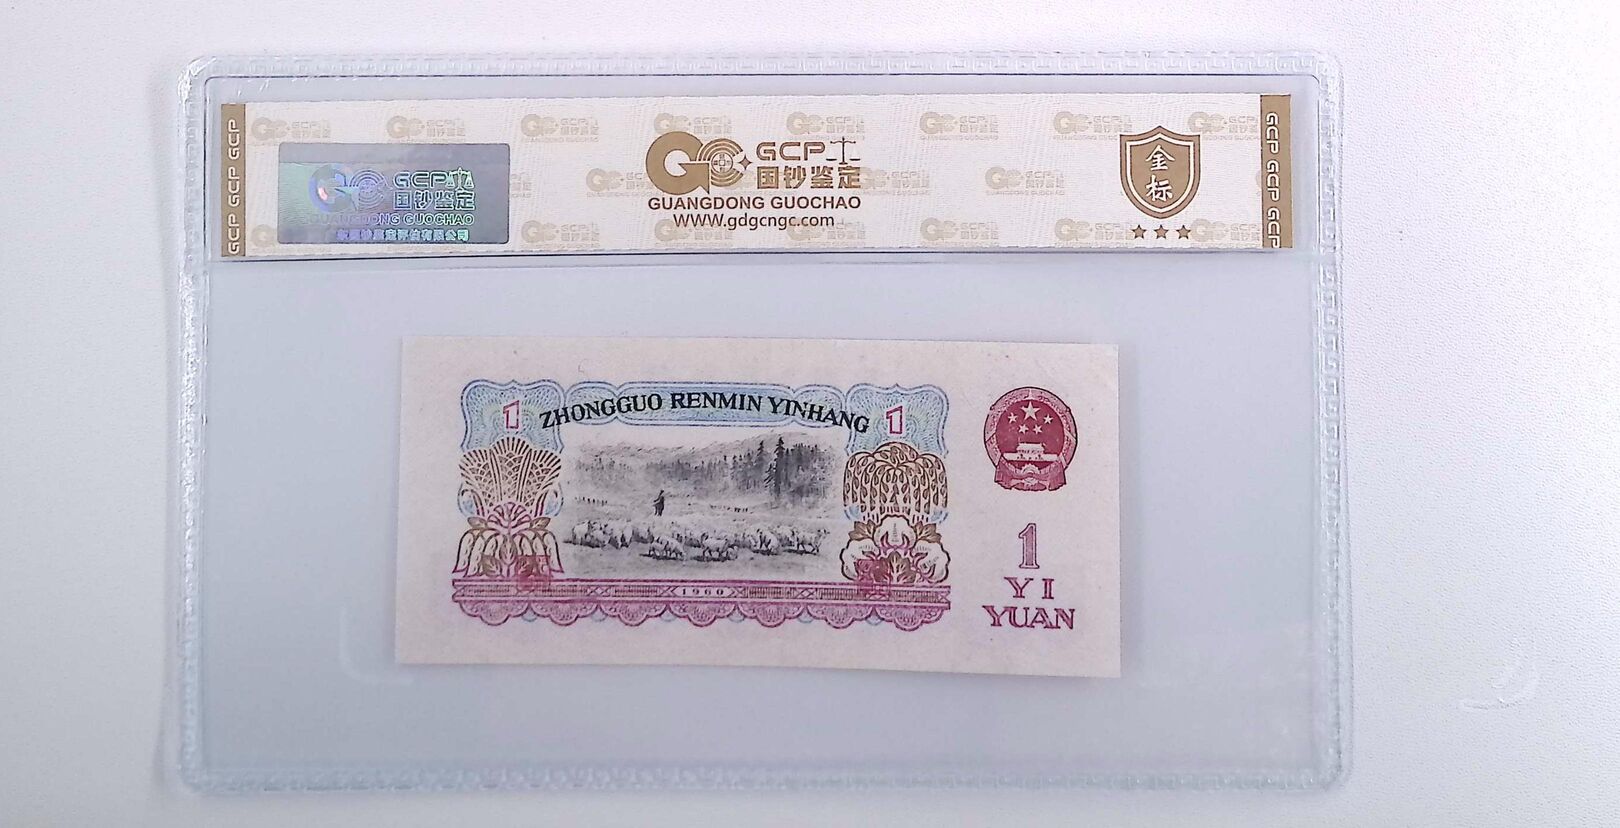 GCP GCP GCP
GCP
国钞鉴定
GUANGDONG GUOCHAO
GCP
国钞鉴定
GUANGDONG GUOCHAO
WWW.gdgcngc.com
金标
GCP GCP GCP
1
ZHONGGUO RENMIN YINHANG
1
1960
1
YI
YUAN